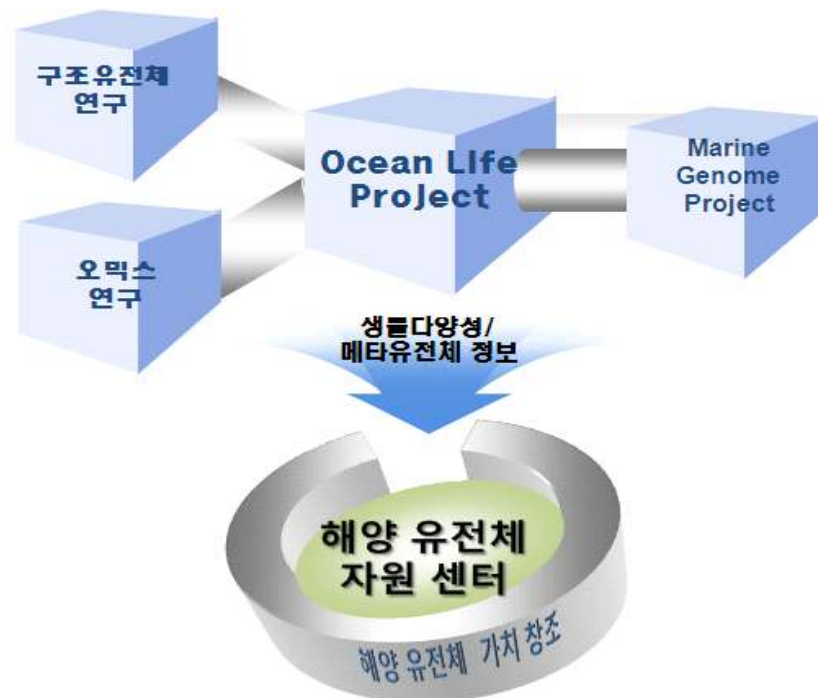 구조유전체
연구
Ocean Life
Project
Marine
Genome
Project
오믹스
연구
생물다양성/
메타유전체 정보
해양 유전체
자원 센터
해양 유전체 가치 창조